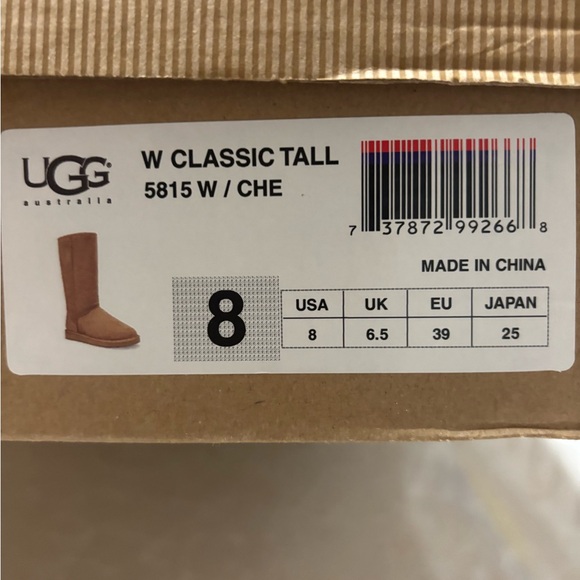 UGG®
australia
W CLASSIC TALL
5815 W / CHE
7 37872 99266 8
MADE IN CHINA
8
USA UK EU JAPAN
8 6.5 39 25